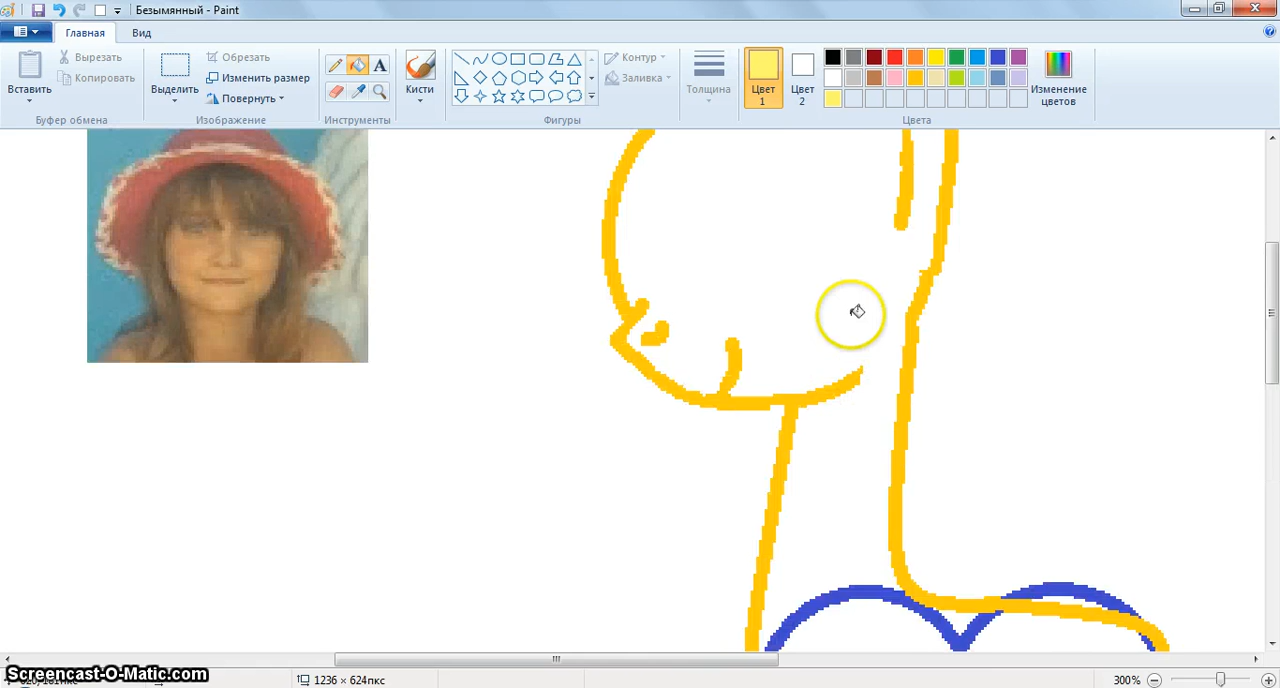 Безымянный - Paint
Главная
Вид
Вставить
Вырезать
Копировать
Буфер обмена
Выделить
Обрезать
Изменить размер
Повернуть
Изображение
Инструменты
Кисти
Контур
Заливка
Фигуры
Толщина
Цвет 1
Цвет 2
Изменение цветов
Цвета
Screencast-O-Matic.com
1236 × 624пкс
300%